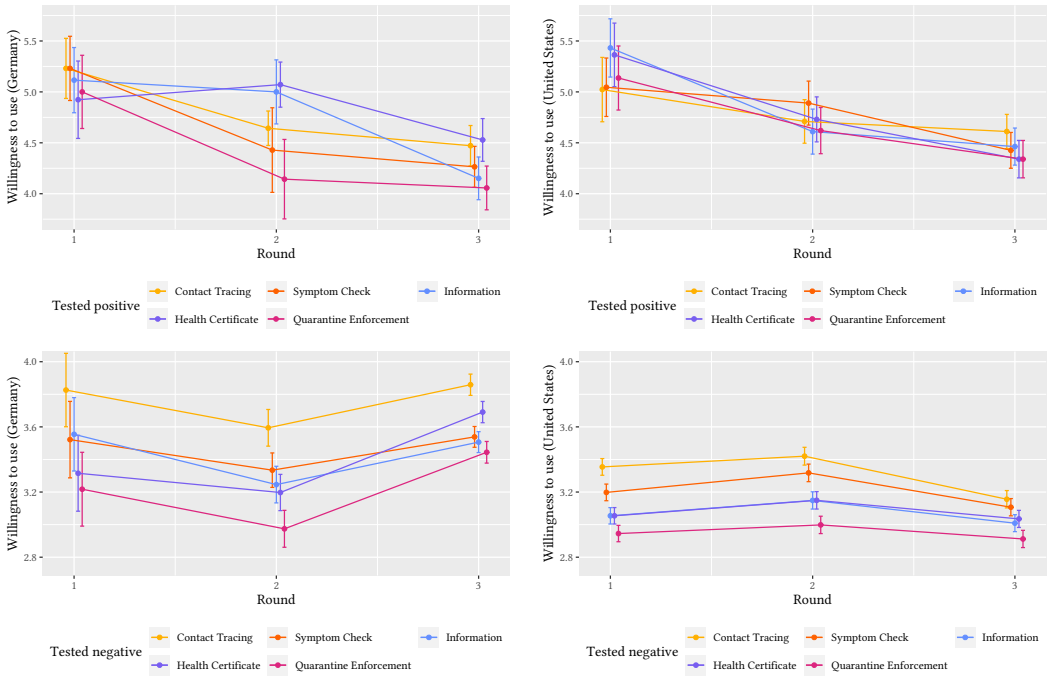 Willingness to use (Germany)
5.5
5.0
4.5
4.0
1
2
3
Round
Tested positive
Contact Tracing
Symptom Check
Information
Health Certificate
Quarantine Enforcement
Willingness to use (United States)
5.5
5.0
4.5
4.0
1
2
3
Round
Tested positive
Contact Tracing
Symptom Check
Information
Health Certificate
Quarantine Enforcement
Willingness to use (Germany)
4.0
3.6
3.2
2.8
1
2
3
Round
Tested negative
Contact Tracing
Symptom Check
Information
Health Certificate
Quarantine Enforcement
Willingness to use (United States)
4.0
3.6
3.2
2.8
1
2
3
Round
Tested negative
Contact Tracing
Symptom Check
Information
Health Certificate
Quarantine Enforcement